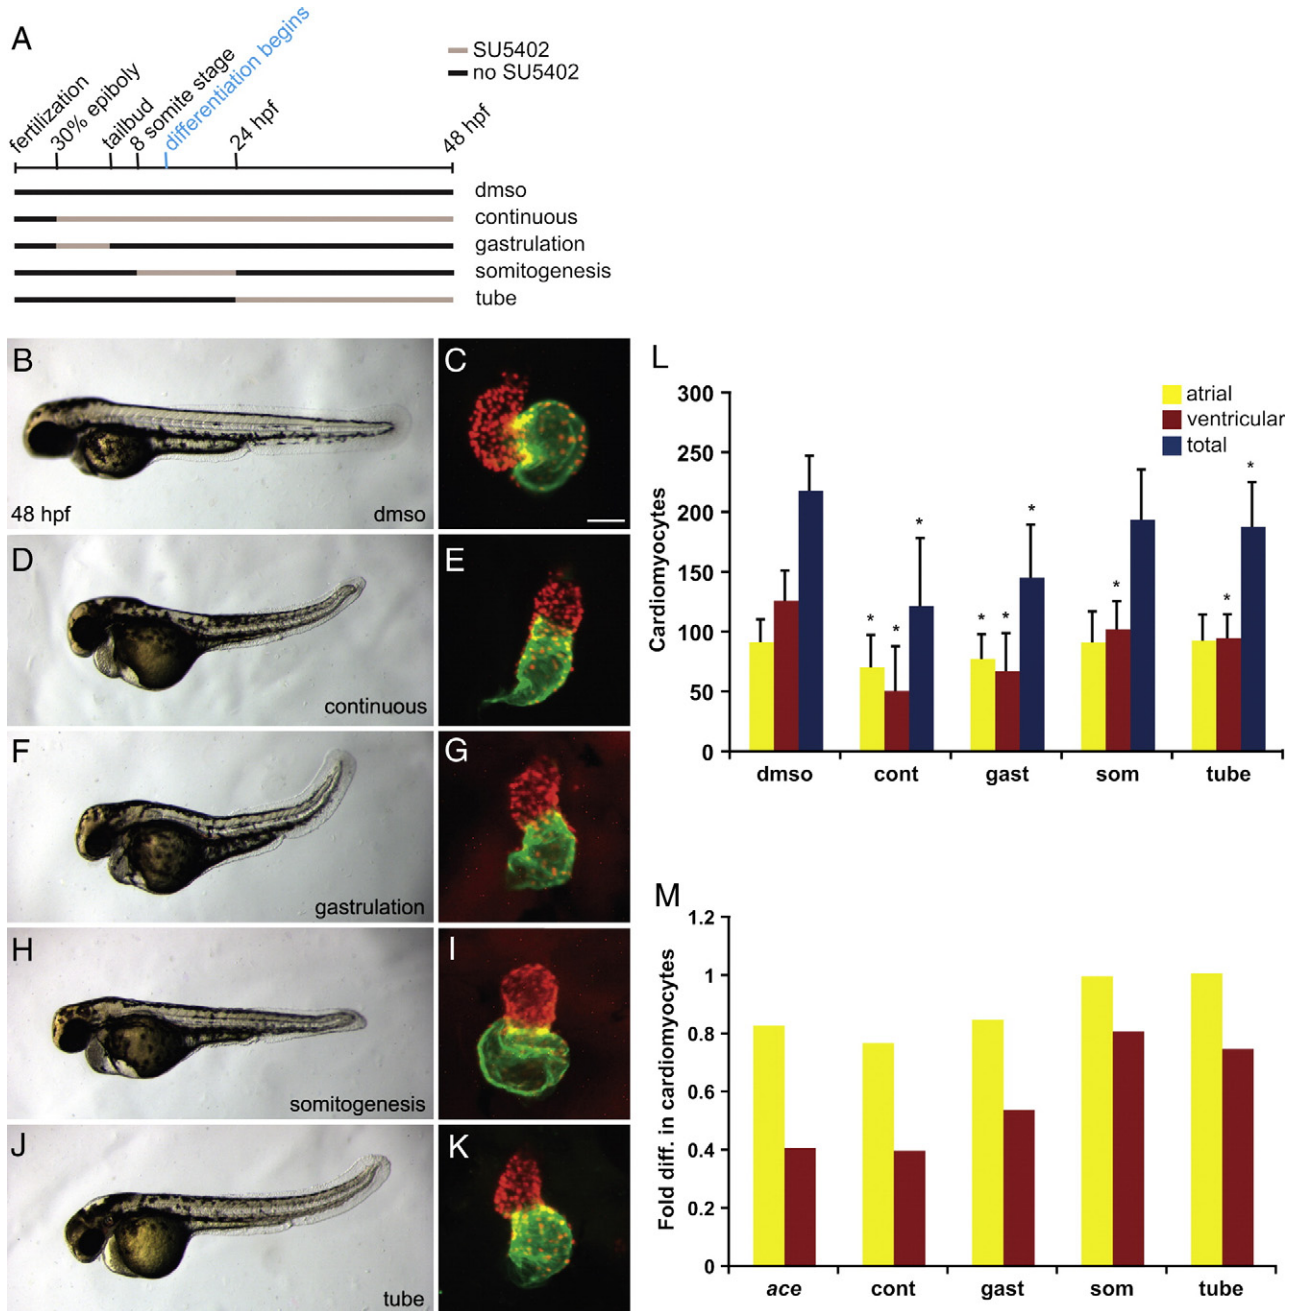 A
fertilization
30% epiboly
tailbud
8 somite stage
differentiation begins
24 hpf
48 hpf
SU5402
no SU5402
dmso
continuous
gastrulation
somitogenesis
tube
B
48 hpf
dmso
C
D
continuous
E
F
gastrulation
G
H
somitogenesis
I
J
tube
K
L
Cardiomyocytes
300
250
200
150
100
50
0
atrial
ventricular
total
* * *
* * *
*
* *
dmso cont gast som tube
M
Fold diff. in cardiomyocytes
1.2
1
0.8
0.6
0.4
0.2
0
ace cont gast som tube